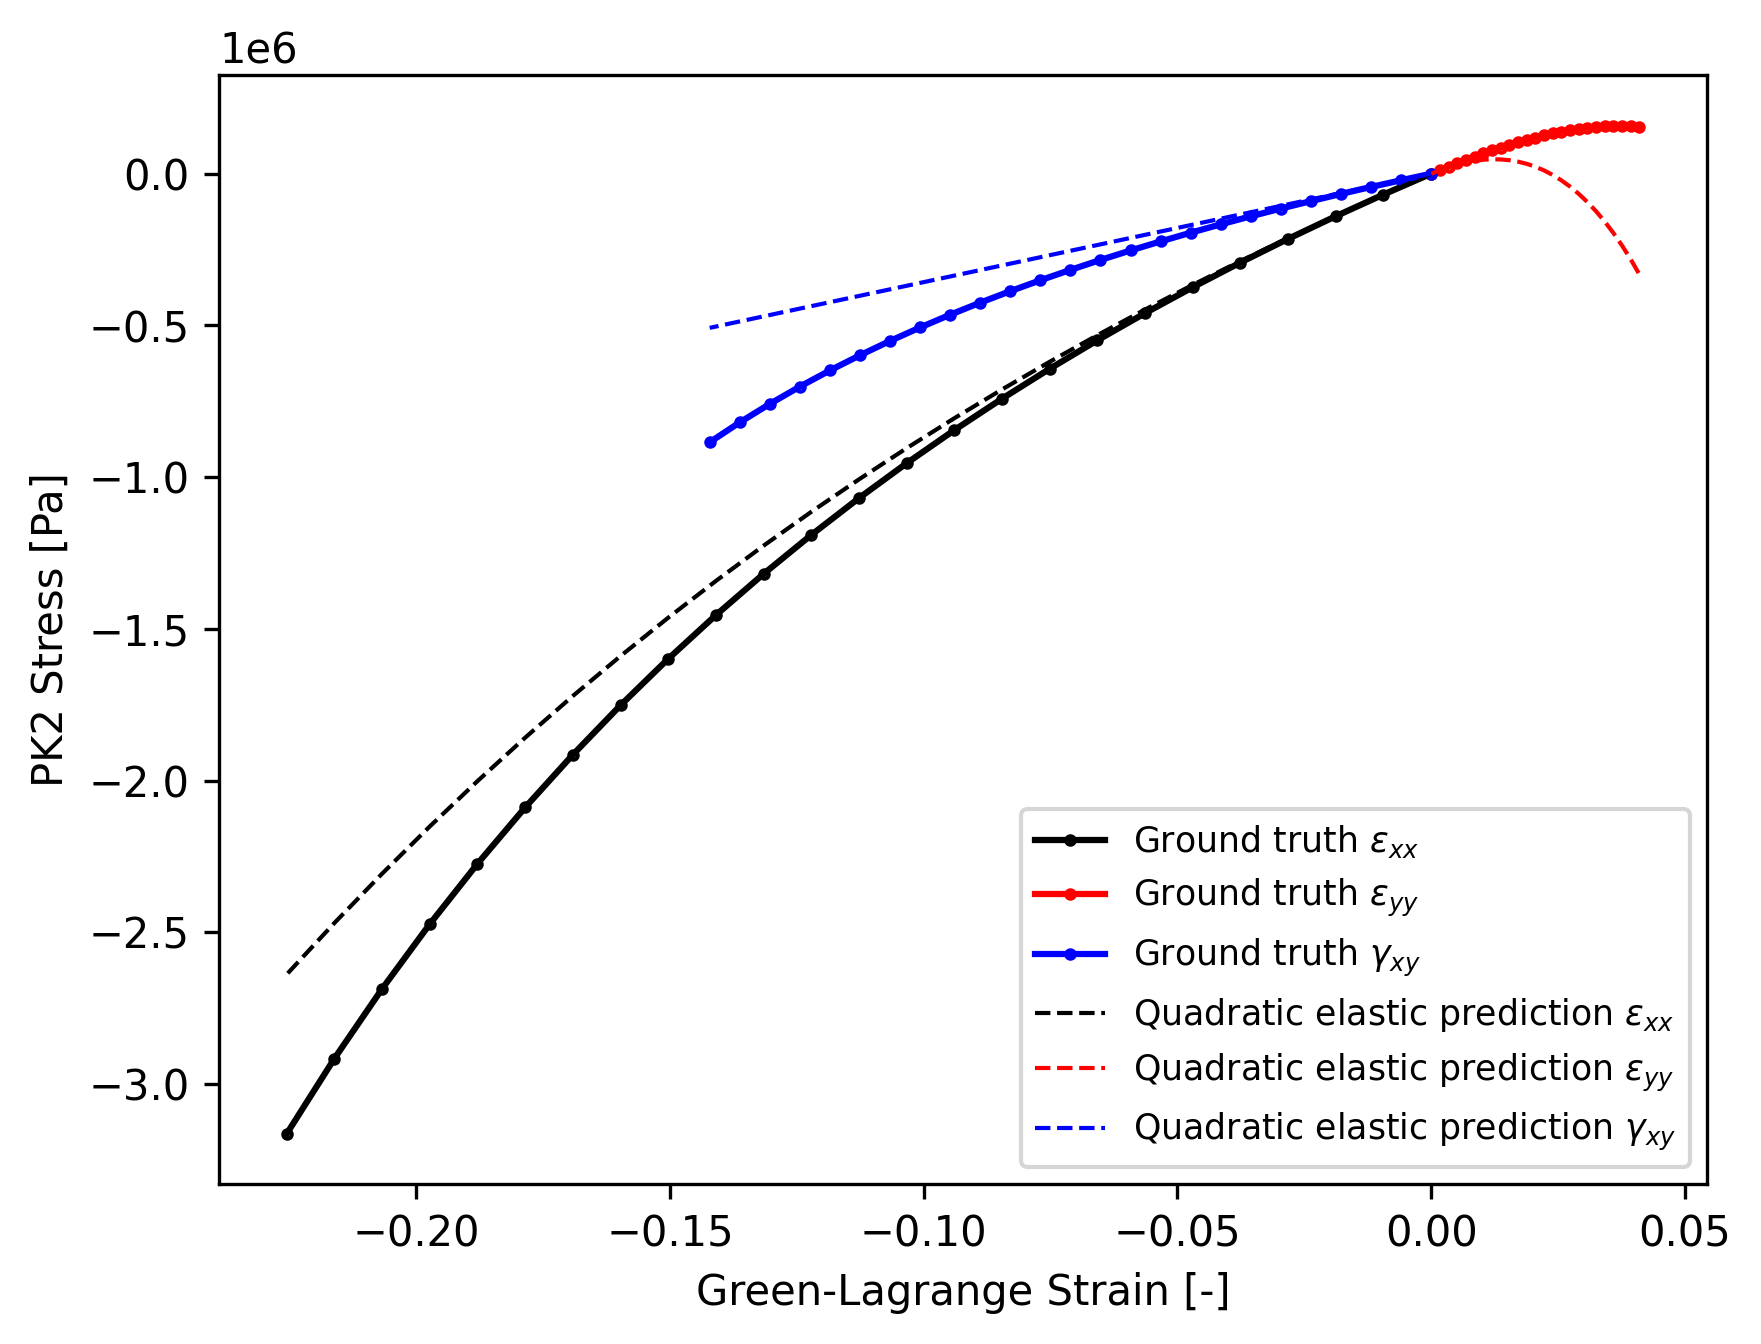 1e6
0.0
−0.5
−1.0
−1.5
−2.0
−2.5
−3.0
PK2 Stress [Pa]
Ground truth εxx
Ground truth εyy
Ground truth γxy
Quadratic elastic prediction εxx
Quadratic elastic prediction εyy
Quadratic elastic prediction γxy
−0.20 −0.15 −0.10 −0.05 0.00 0.05
Green-Lagrange Strain [-]